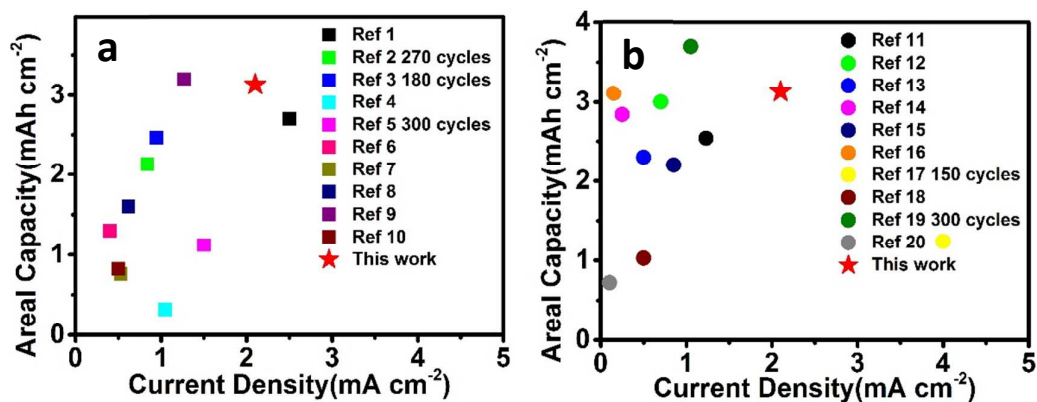 a
Areal Capacity(mAh cm⁻²)
3
2
1
0
0 1 2 3 4 5
Current Density(mA cm⁻²)
Ref 1
Ref 2 270 cycles
Ref 3 180 cycles
Ref 4
Ref 5 300 cycles
Ref 6
Ref 7
Ref 8
Ref 9
Ref 10
This work
b
Areal Capacity(mAh cm⁻²)
4
3
2
1
0
0 1 2 3 4 5
Current Density(mA cm⁻²)
Ref 11
Ref 12
Ref 13
Ref 14
Ref 15
Ref 16
Ref 17 150 cycles
Ref 18
Ref 19 300 cycles
Ref 20
This work